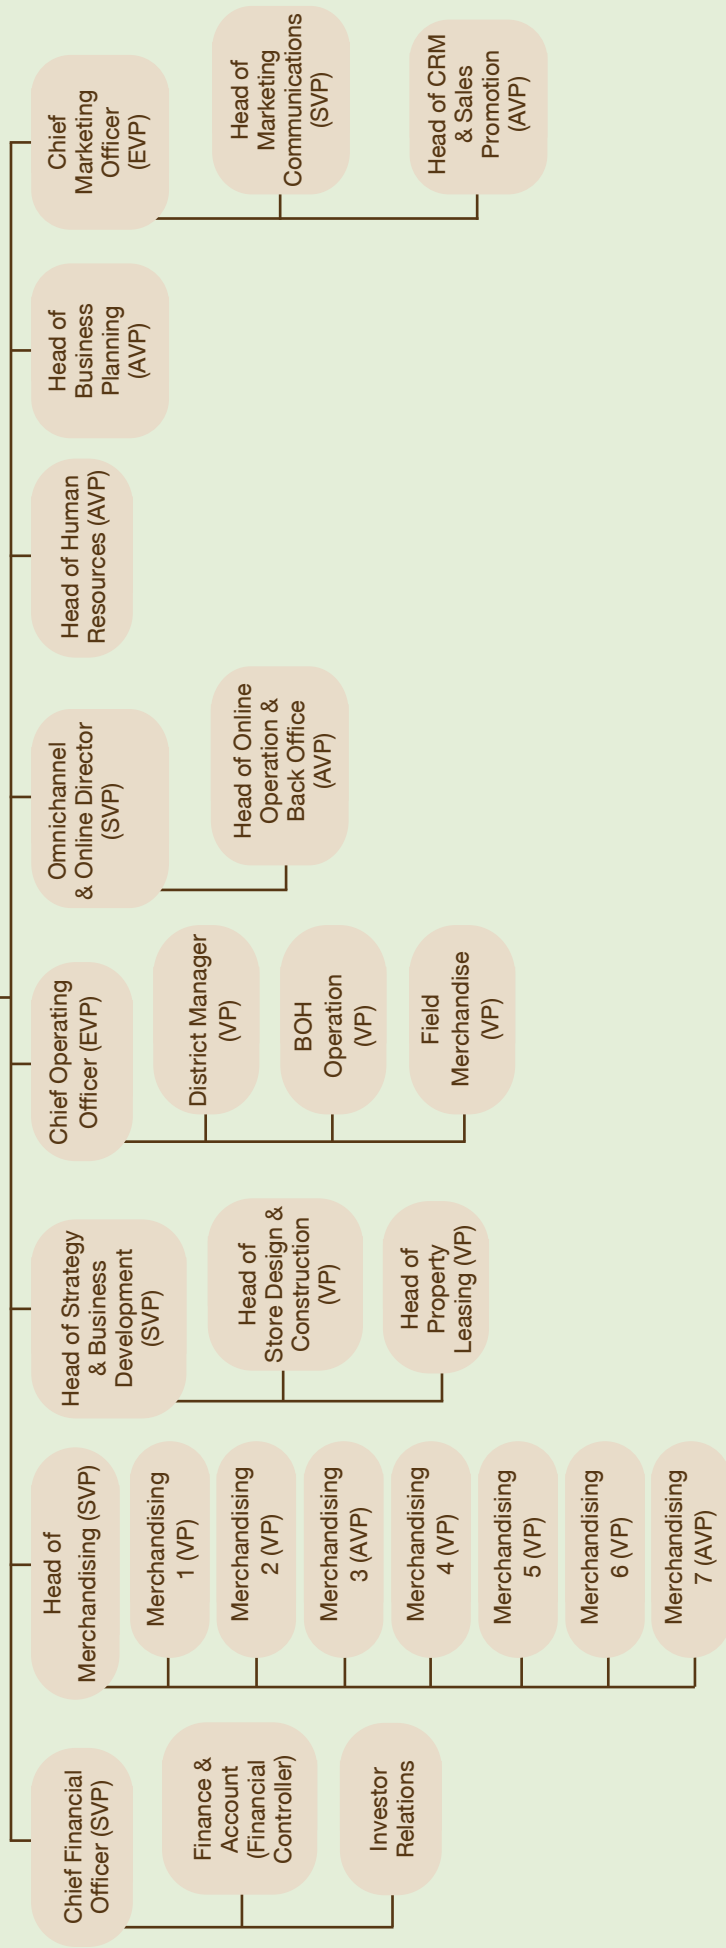 Chief Financial
Officer (SVP)
Finance &
Account
(Financial
Controller)
Investor
Relations
Head of
Merchandising (SVP)
Merchandising
1 (VP)
Merchandising
2 (VP)
Merchandising
3 (AVP)
Merchandising
4 (VP)
Merchandising
5 (VP)
Merchandising
6 (VP)
Merchandising
7 (AVP)
Head of Strategy
& Business
Development
(SVP)
Head of
Store Design &
Construction
(VP)
Head of
Property
Leasing (VP)
Chief Operating
Officer (EVP)
District Manager
(VP)
BOH
Operation
(VP)
Field
Merchandise
(VP)
Omnichannel
& Online Director
(SVP)
Head of Online
Operation &
Back Office
(AVP)
Head of Human
Resources (AVP)
Head of
Business
Planning
(AVP)
Chief
Marketing
Officer
(EVP)
Head of
Marketing
Communications
(SVP)
Head of CRM
& Sales
Promotion
(AVP)